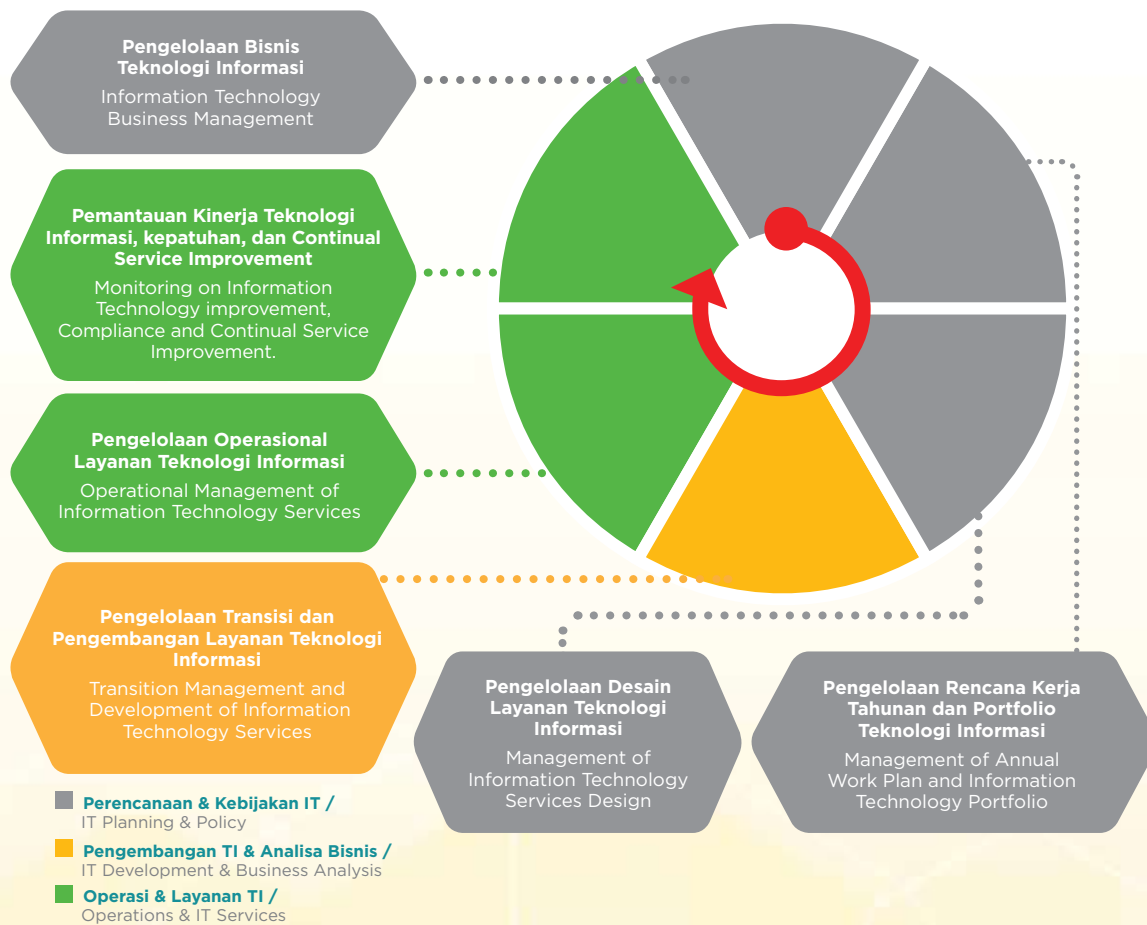 Pengelolaan Bisnis
Teknologi Informasi
Information Technology
Business Management
Pemantauan Kinerja Teknologi
Informasi, kepatuhan, dan Continual
Service Improvement
Monitoring on Information
Technology improvement,
Compliance and Continual Service
Improvement.
Pengelolaan Operasional
Layanan Teknologi Informasi
Operational Management of
Information Technology Services
Pengelolaan Transisi dan
Pengembangan Layanan Teknologi
Informasi
Transition Management and
Development of Information
Technology Services
Pengelolaan Desain
Layanan Teknologi
Informasi
Management of
Information Technology
Services Design
Pengelolaan Rencana Kerja
Tahunan dan Portfolio
Teknologi Informasi
Management of Annual
Work Plan and Information
Technology Portfolio
Perencanaan & Kebijakan IT /
IT Planning & Policy
Pengembangan TI & Analisa Bisnis /
IT Development & Business Analysis
Operasi & Layanan TI /
Operations & IT Services